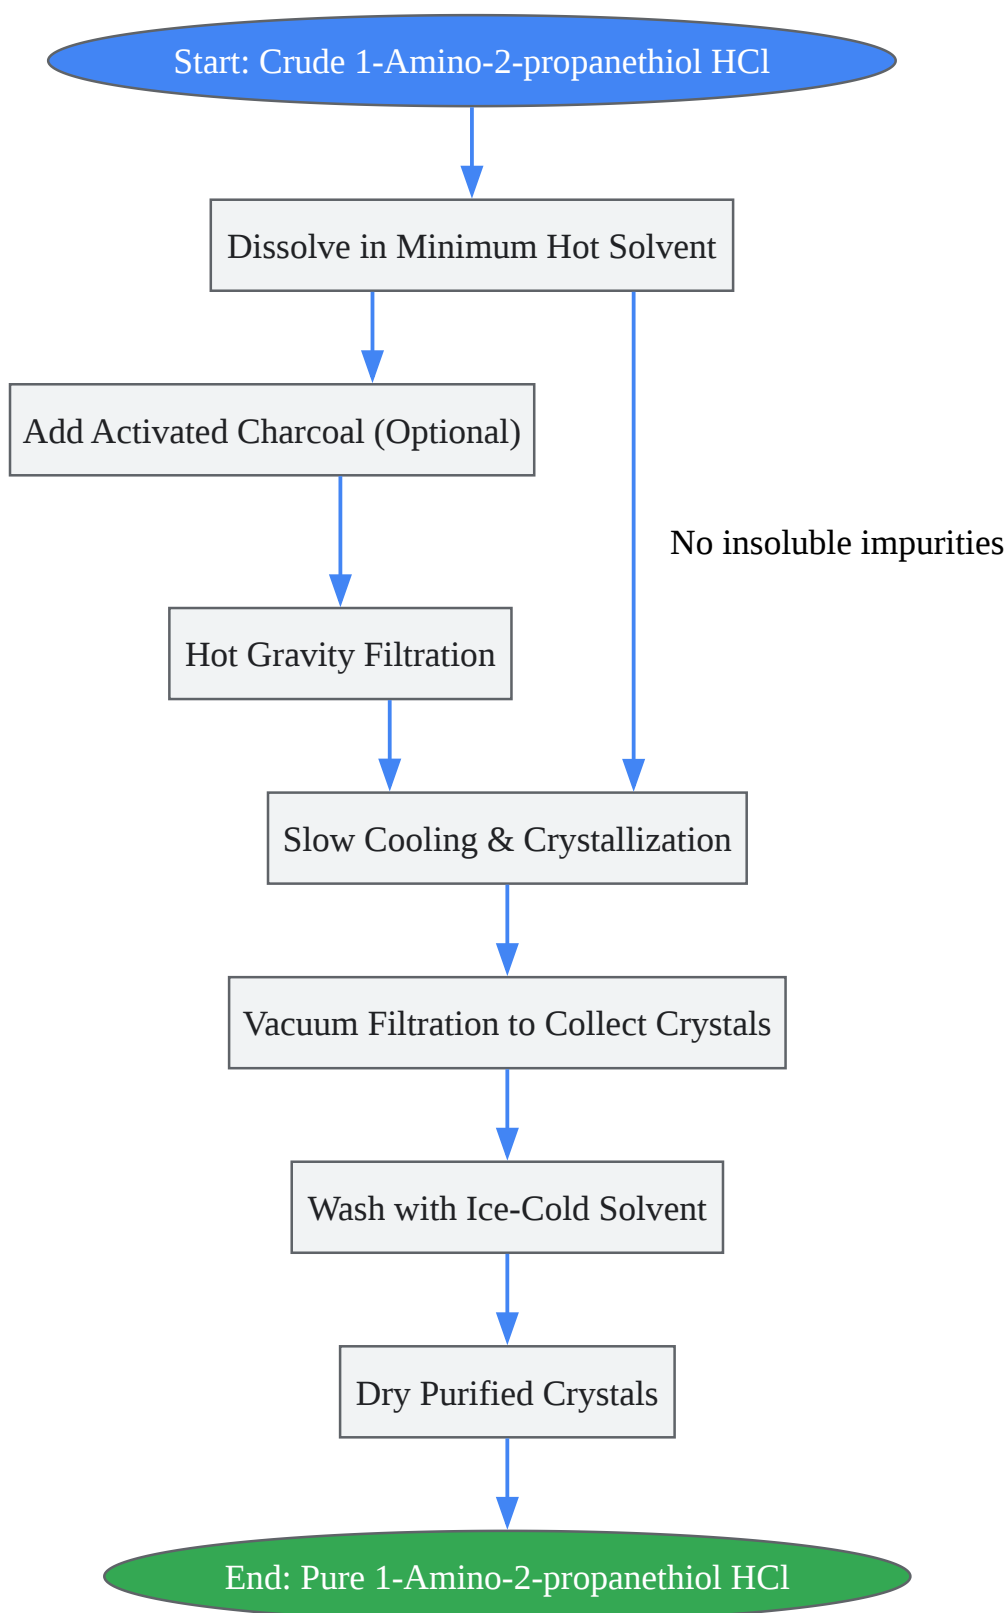 Start: Crude 1-Amino-2-propanethiol HCl
Dissolve in Minimum Hot Solvent
Add Activated Charcoal (Optional)
No insoluble impurities
Hot Gravity Filtration
Slow Cooling & Crystallization
Vacuum Filtration to Collect Crystals
Wash with Ice-Cold Solvent
Dry Purified Crystals
End: Pure 1-Amino-2-propanethiol HCl